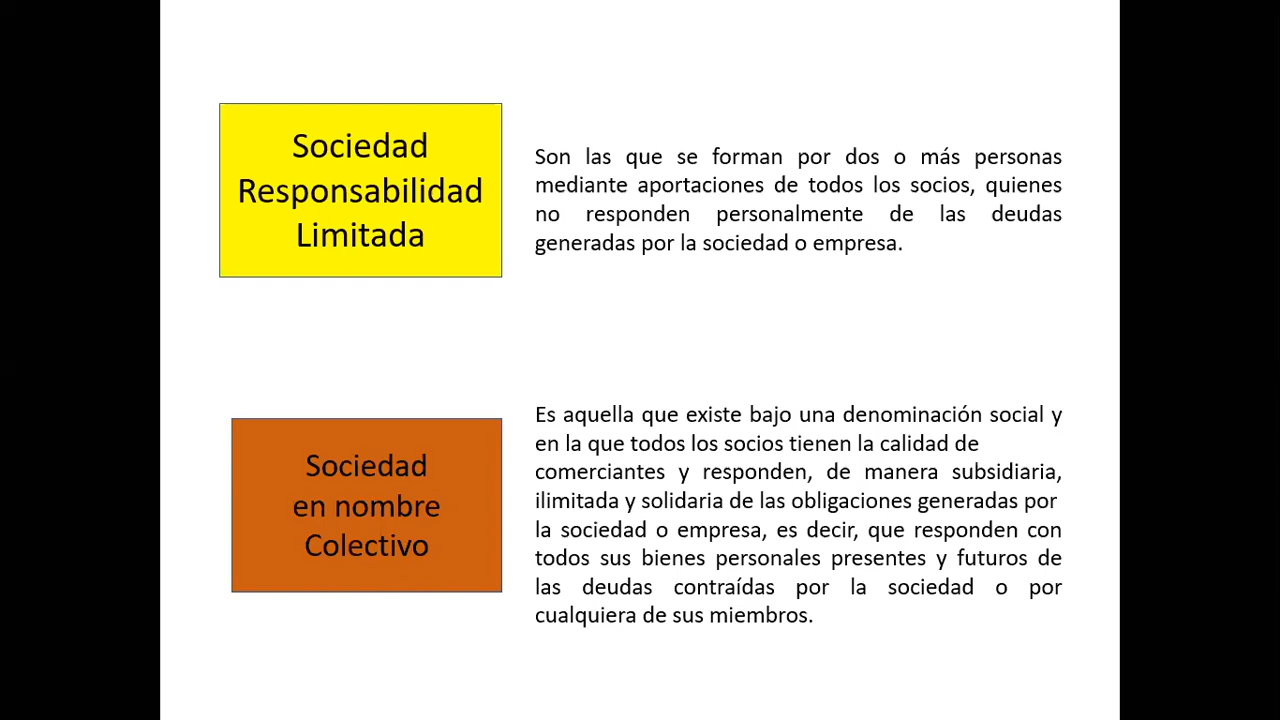 Sociedad
Responsabilidad
Limitada
Son las que se forman por dos o más personas
mediante aportaciones de todos los socios, quienes
no responden personalmente de las deudas
generadas por la sociedad o empresa.
Sociedad
en nombre
Colectivo
Es aquella que existe bajo una denominación social y
en la que todos los socios tienen la calidad de
comerciantes y responden, de manera subsidiaria,
ilimitada y solidaria de las obligaciones generadas por
la sociedad o empresa, es decir, que responden con
todos sus bienes personales presentes y futuros de
las deudas contraídas por la sociedad o por
cualquiera de sus miembros.